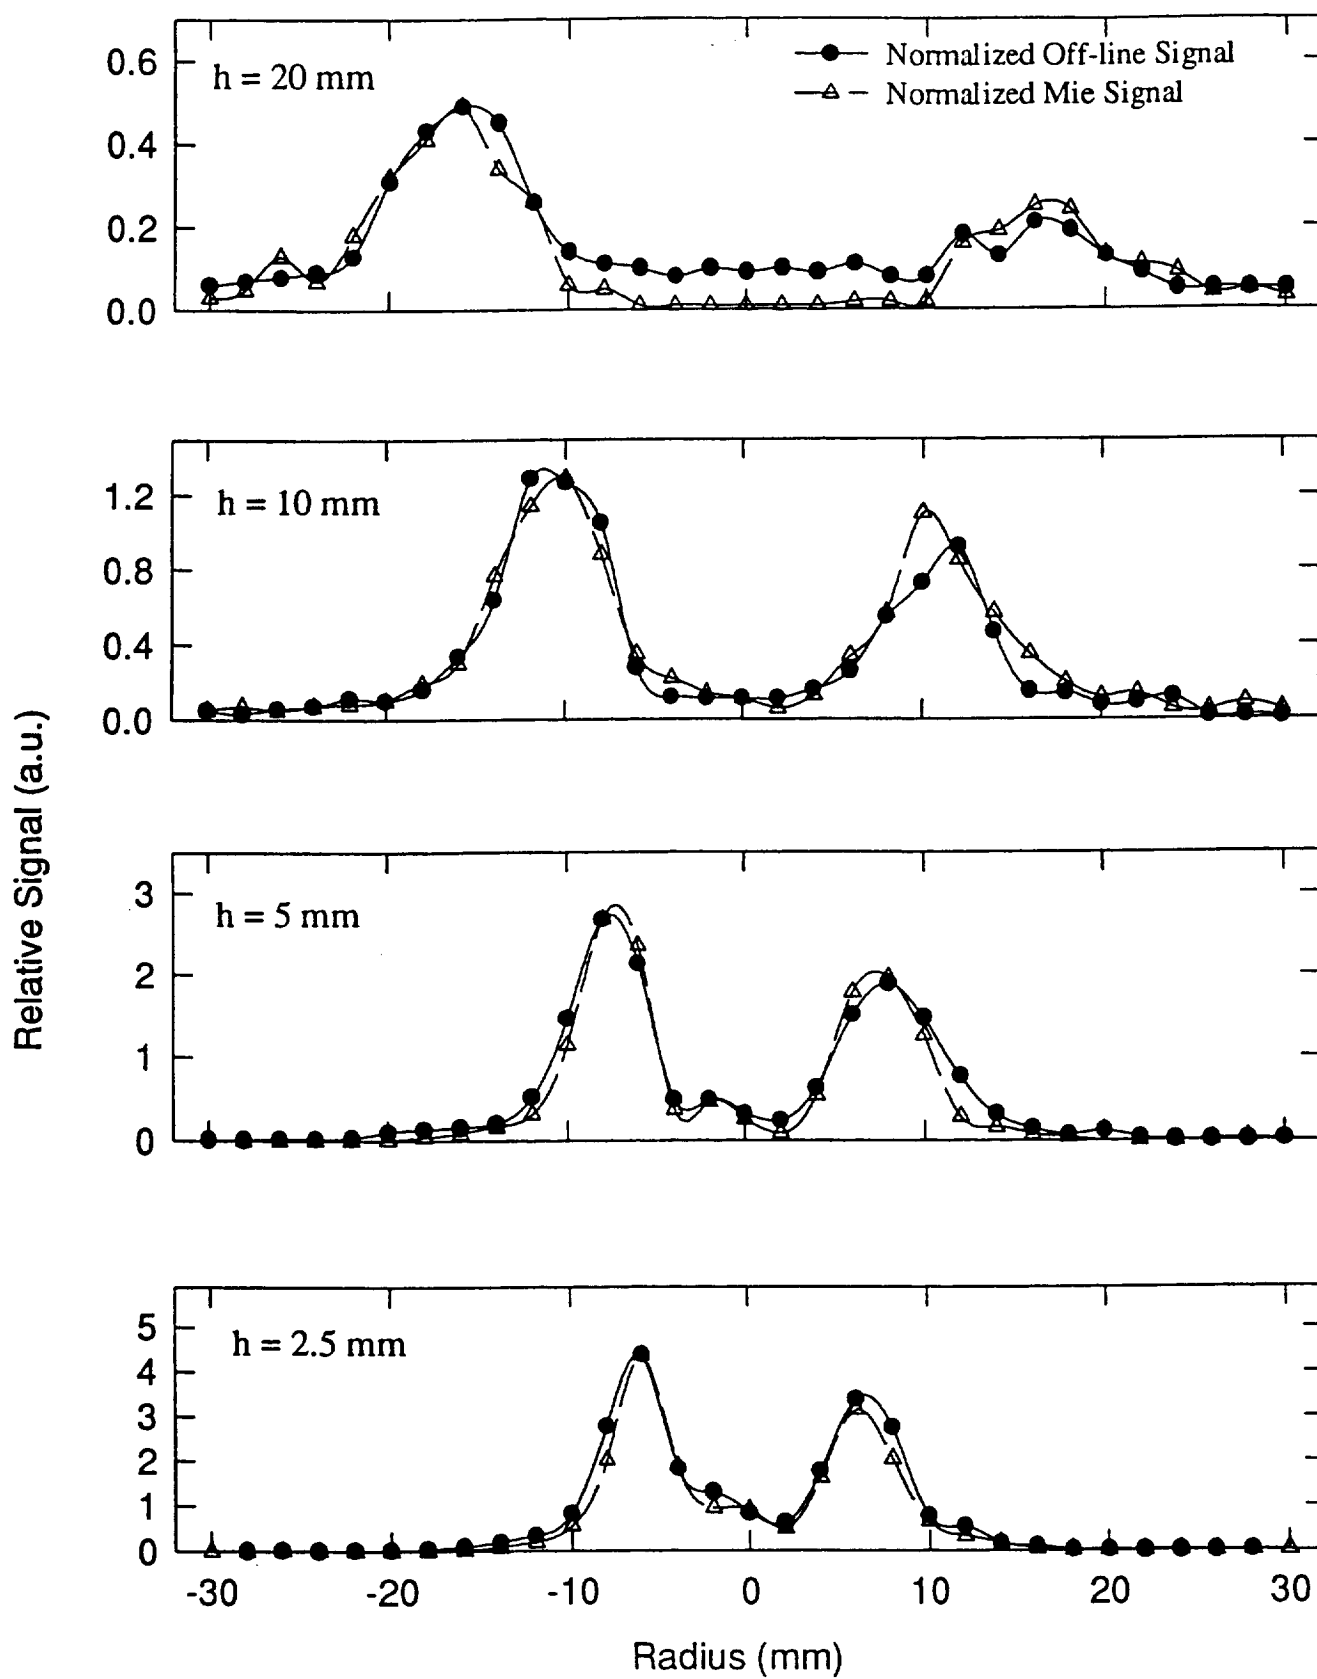 Normalized Off-line Signal
Normalized Mie Signal
h = 20 mm
0.6
0.4
0.2
0.0
h = 10 mm
1.2
0.8
0.4
0.0
Relative Signal (a.u.)
h = 5 mm
3
2
1
0
h = 2.5 mm
5
4
3
2
1
0
-30 -20 -10 0 10 20 30
Radius (mm)